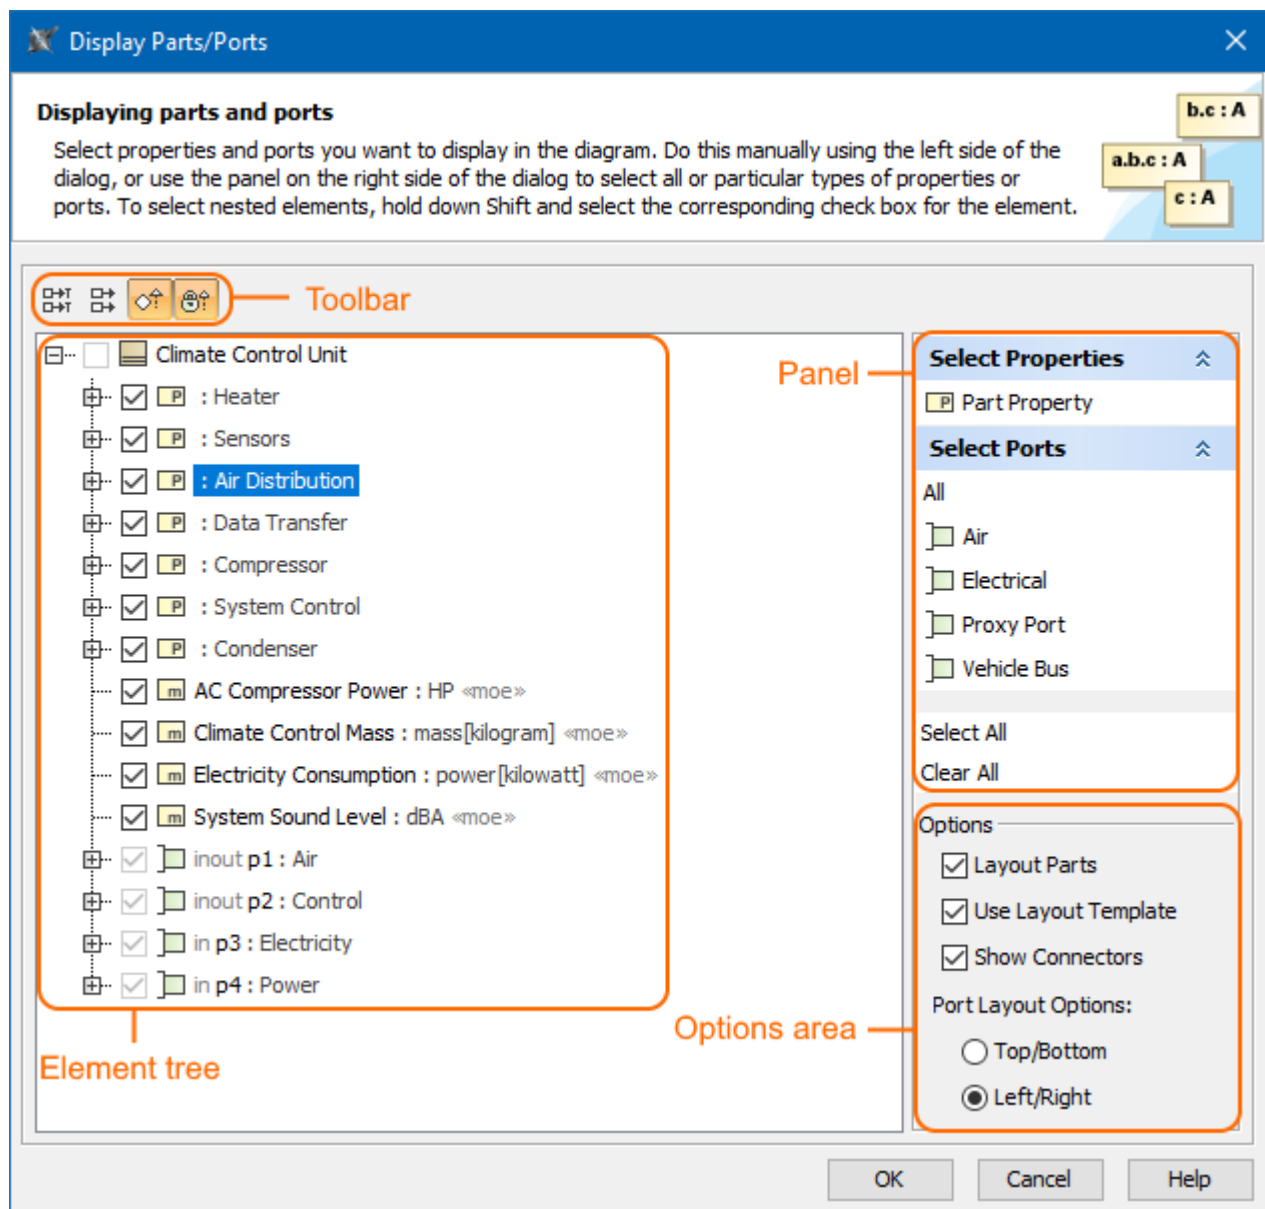 Display Parts/Ports
Displaying parts and ports
Select properties and ports you want to display in the diagram. Do this manually using the left side of the
dialog, or use the panel on the right side of the dialog to select all or particular types of properties or
ports. To select nested elements, hold down Shift and select the corresponding check box for the element.
b.c : A
a.b.c : A
c : A
Toolbar
Climate Control Unit
: Heater
: Sensors
: Air Distribution
: Data Transfer
: Compressor
: System Control
: Condenser
AC Compressor Power : HP «moe»
Climate Control Mass : mass[kilogram] «moe»
Electricity Consumption : power[kilowatt] «moe»
System Sound Level : dBA «moe»
inout p1 : Air
inout p2 : Control
in p3 : Electricity
in p4 : Power
Element tree
Panel
Select Properties
Part Property
Select Ports
All
Air
Electrical
Proxy Port
Vehicle Bus
Select All
Clear All
Options area
Options
Layout Parts
Use Layout Template
Show Connectors
Port Layout Options:
Top/Bottom
Left/Right
OK
Cancel
Help